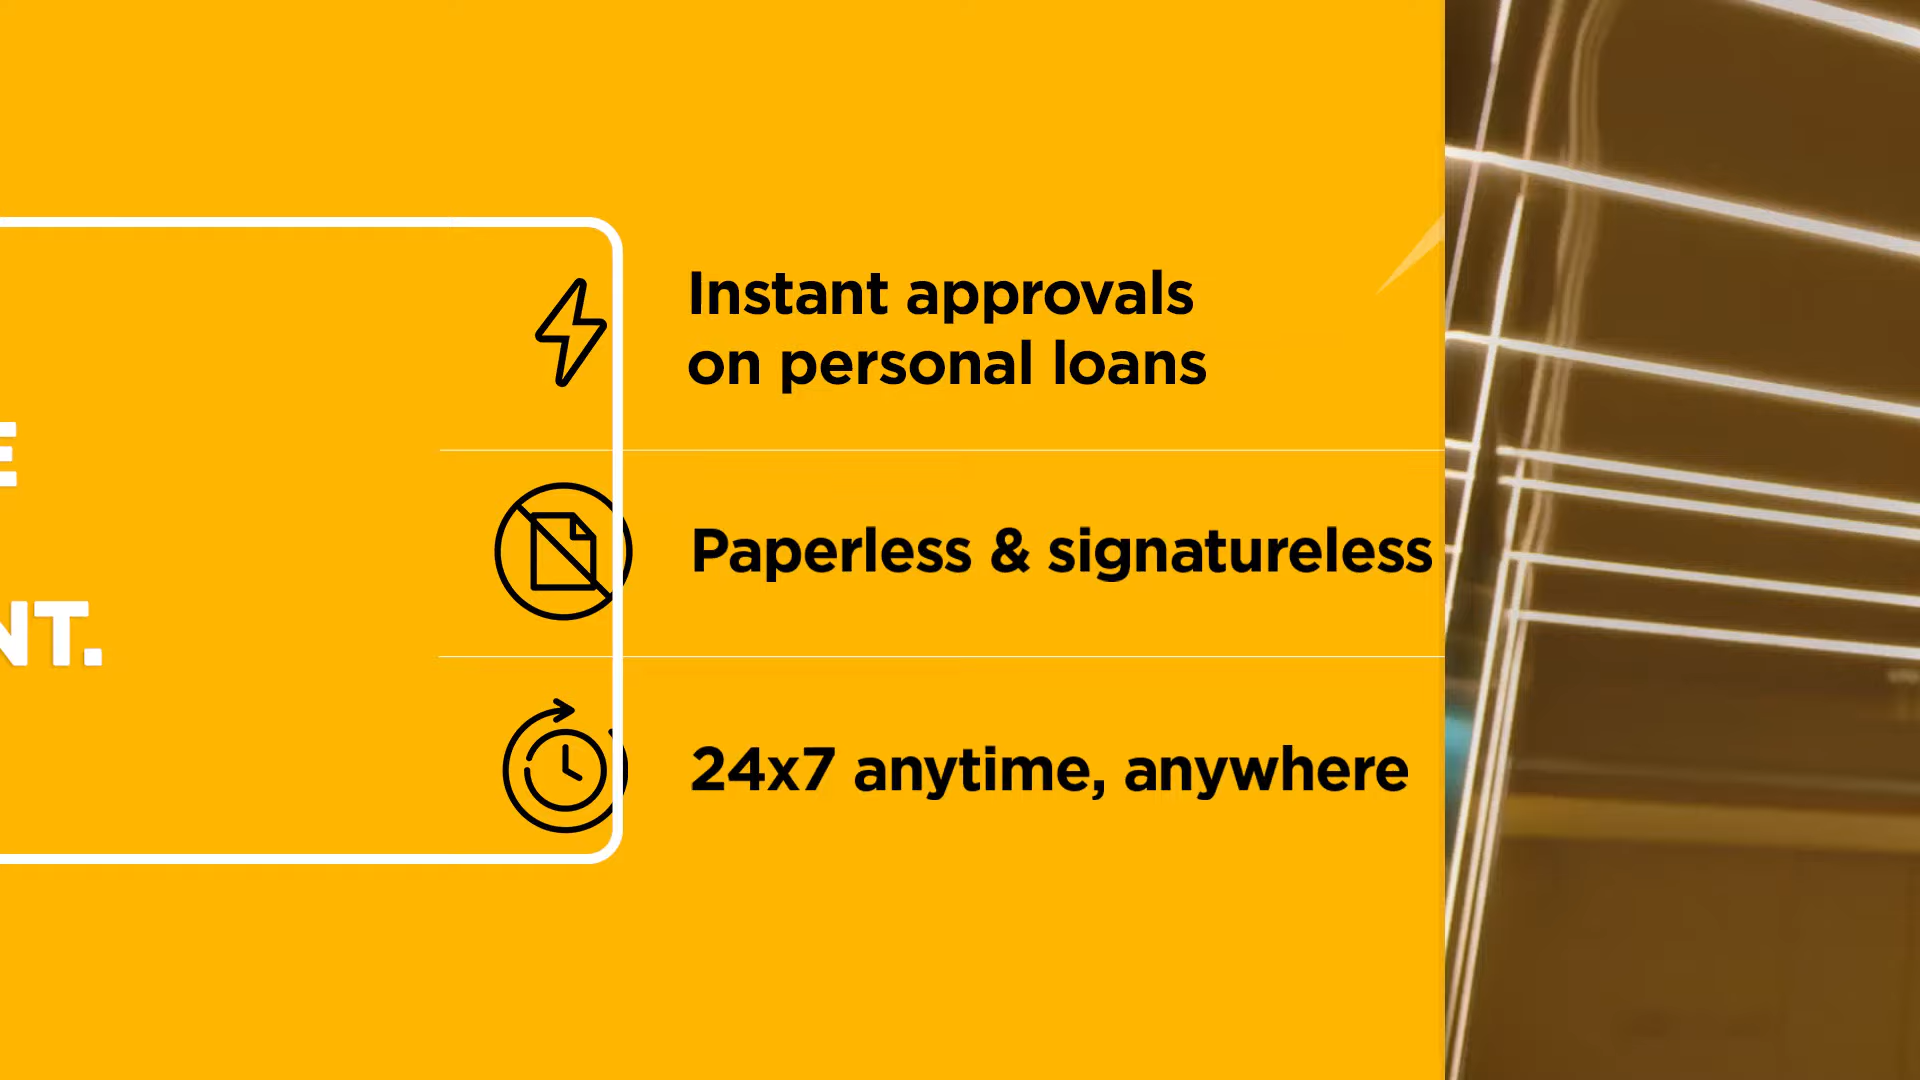 Instant approvals
on personal loans
Paperless & signatureless
24x7 anytime, anywhere